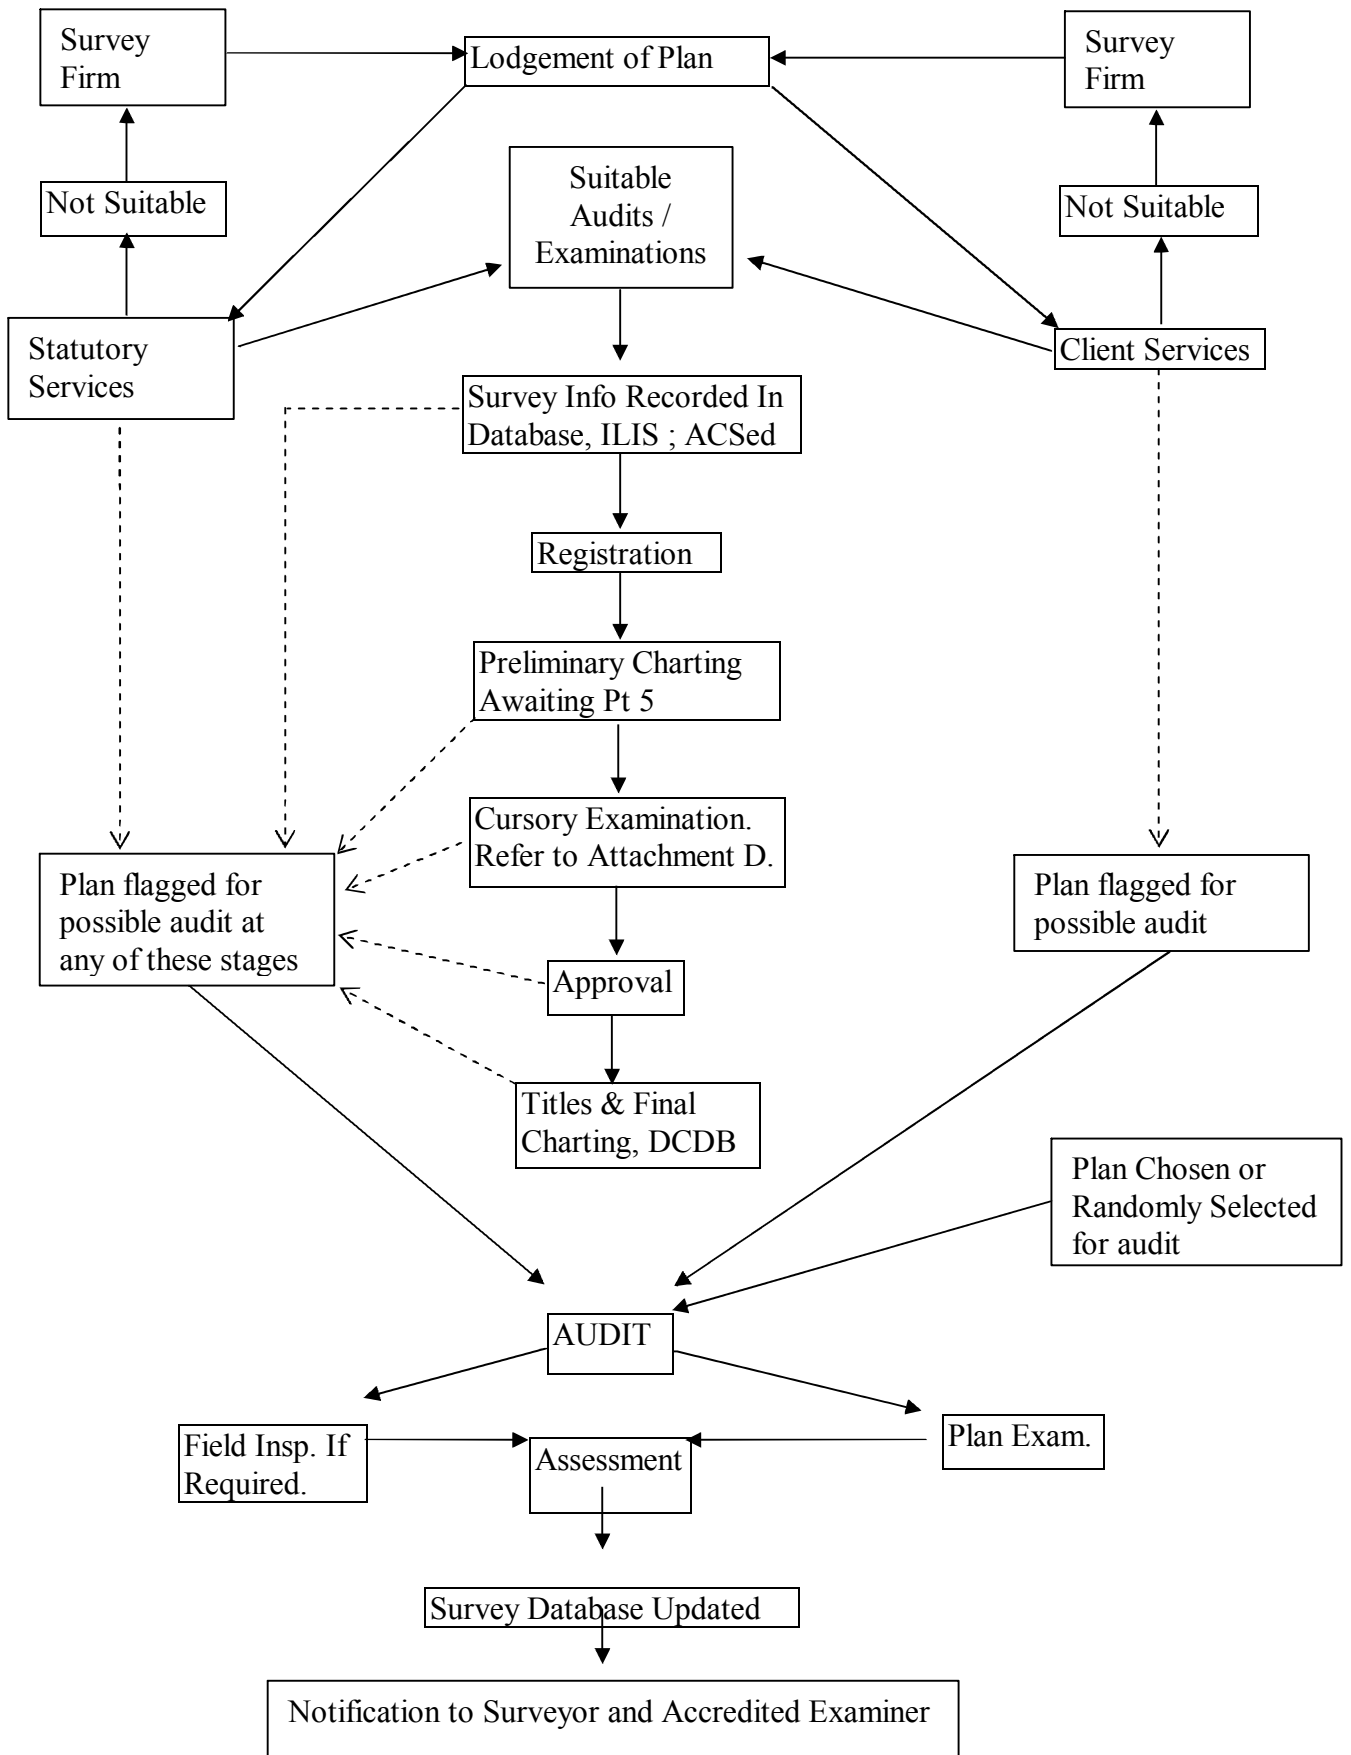 Survey
Firm
Lodgement of Plan
Survey
Firm
Not Suitable
Suitable
Audits /
Examinations
Not Suitable
Statutory
Services
Client Services
Survey Info Recorded In
Database, ILIS ; ACSed
Registration
Preliminary Charting
Awaiting Pt 5
Cursory Examination.
Refer to Attachment D.
Plan flagged for
possible audit at
any of these stages
Plan flagged for
possible audit
Approval
Titles & Final
Charting, DCDB
Plan Chosen or
Randomly Selected
for audit
AUDIT
Field Insp. If
Required.
Assessment
Plan Exam.
Survey Database Updated
Notification to Surveyor and Accredited Examiner